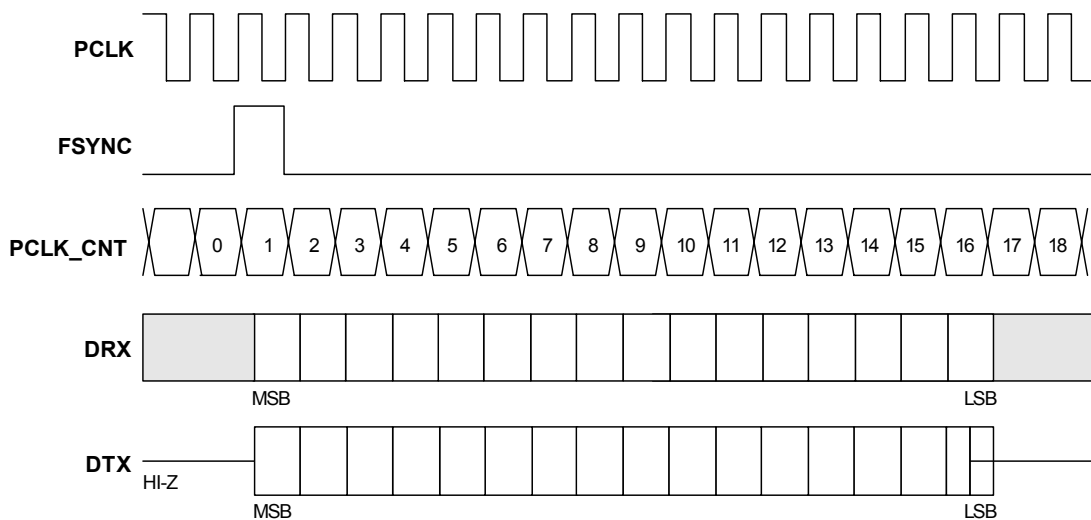 PCLK
FSYNC
PCLK_CNT 0 1 2 3 4 5 6 7 8 9 10 11 12 13 14 15 16 17 18
DRX
MSB LSB
DTX
HI-Z
MSB LSB